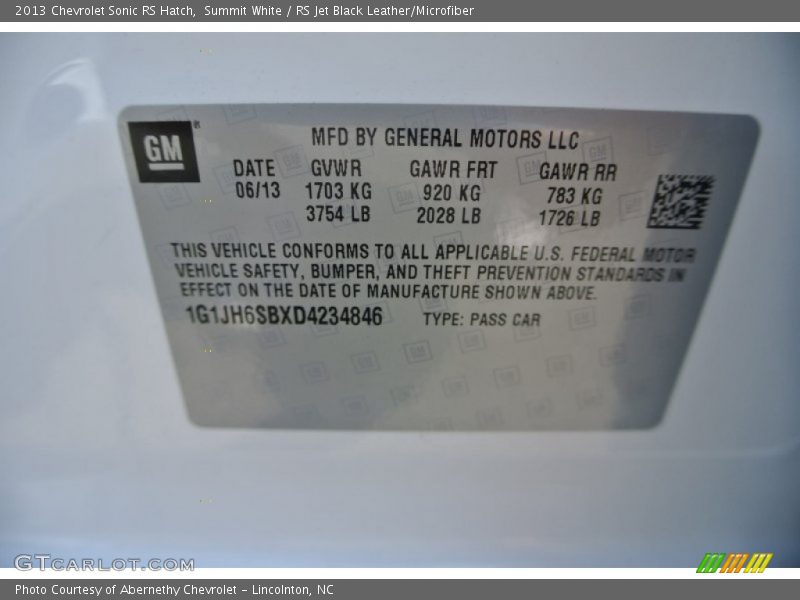 2013 Chevrolet Sonic RS Hatch, Summit White / RS Jet Black Leather/Microfiber
GM®
MFD BY GENERAL MOTORS LLC
DATE GVWR GAWR FRT GAWR RR
06/13 1703 KG 920 KG 783 KG
3754 LB 2028 LB 1726 LB
THIS VEHICLE CONFORMS TO ALL APPLICABLE U.S. FEDERAL MOTOR
VEHICLE SAFETY, BUMPER, AND THEFT PREVENTION STANDARDS IN
EFFECT ON THE DATE OF MANUFACTURE SHOWN ABOVE.
1G1JH6SBXD4234846 TYPE: PASS CAR
GTCARLOT.COM
Photo Courtesy of Abernethy Chevrolet – Lincolnton, NC